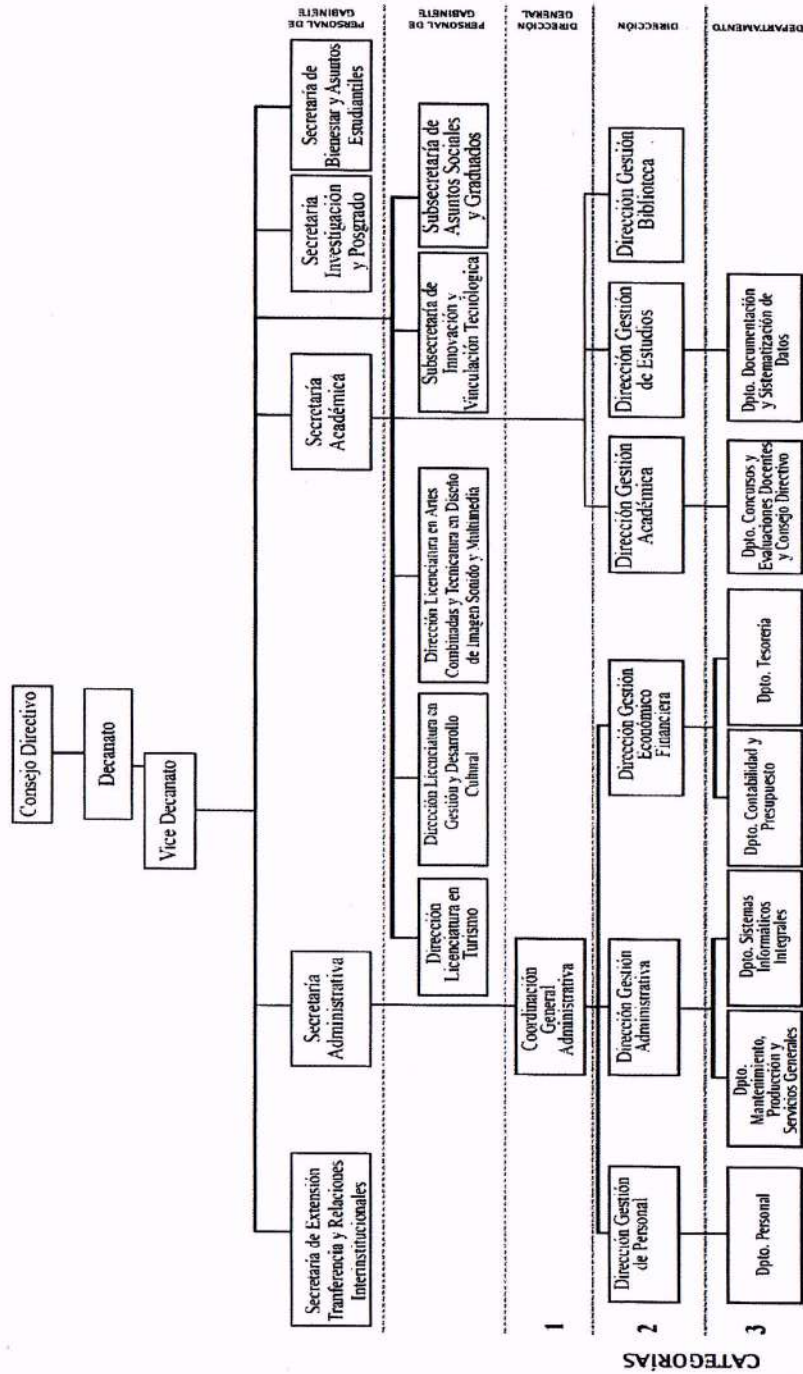 Consejo Directivo
Decanato
Vice Decanato
Secretaría de Extensión
Tranferencia y Relaciones
Interinstitucionales
Secretaría
Administrativa
Secretaría
Académica
Secretaria
Investigación
y Posgrado
Secretaría de
Bienestar y Asuntos
Estudiantiles
PERSONAL DE
GABINETE
Dirección
Licenciatura en
Turismo
Dirección Licenciatura en
Gestión y Desarrollo
Cultural
Dirección Licenciatura en Artes
Combinadas y Tecnicatura en Diseño
de Imagen Sonido y Multimedia
Subsecretaría de
Innovación y
Vinculación Tecnológica
Subsecretaría de
Asuntos Sociales
y Graduados
PERSONAL DE
GABINETE
1
Coordinación
General
Administrativa
DIRECCIÓN
GENERAL
2
Dirección Gestión
de Personal
Dirección Gestión
Administrativa
Dirección Gestión
Económico
Financiera
Dirección Gestión
Académica
Dirección Gestión
de Estudios
Dirección Gestión
Biblioteca
DIRECCIÓN
3
Dpto. Personal
Dpto.
Mantenimiento,
Producción y
Servicios Generales
Dpto. Sistemas
Informáticos
Integrales
Dpto. Contabilidad y
Presupuesto
Dpto. Tesorería
Dpto. Concursos y
Evaluaciones Docentes
y Consejo Directivo
Dpto. Documentación
y Sistematización de
Datos
DEPARTAMENTO
CATEGORÍAS